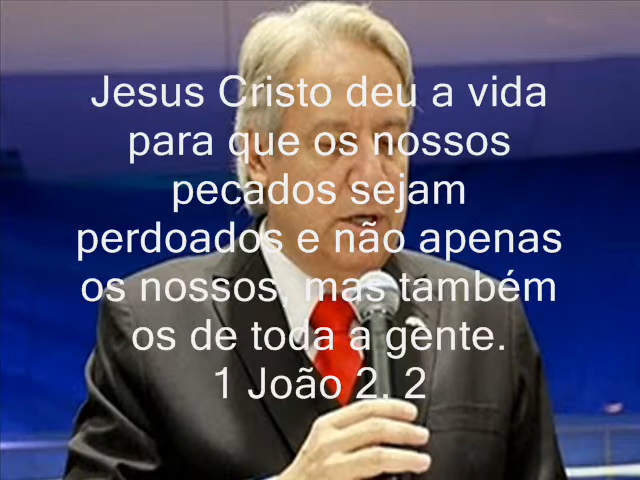 Jesus Cristo deu a vida
para que os nossos
pecados sejam
perdoados e não apenas
os nossos, mas também
os de toda a gente.
1 João 2. 2